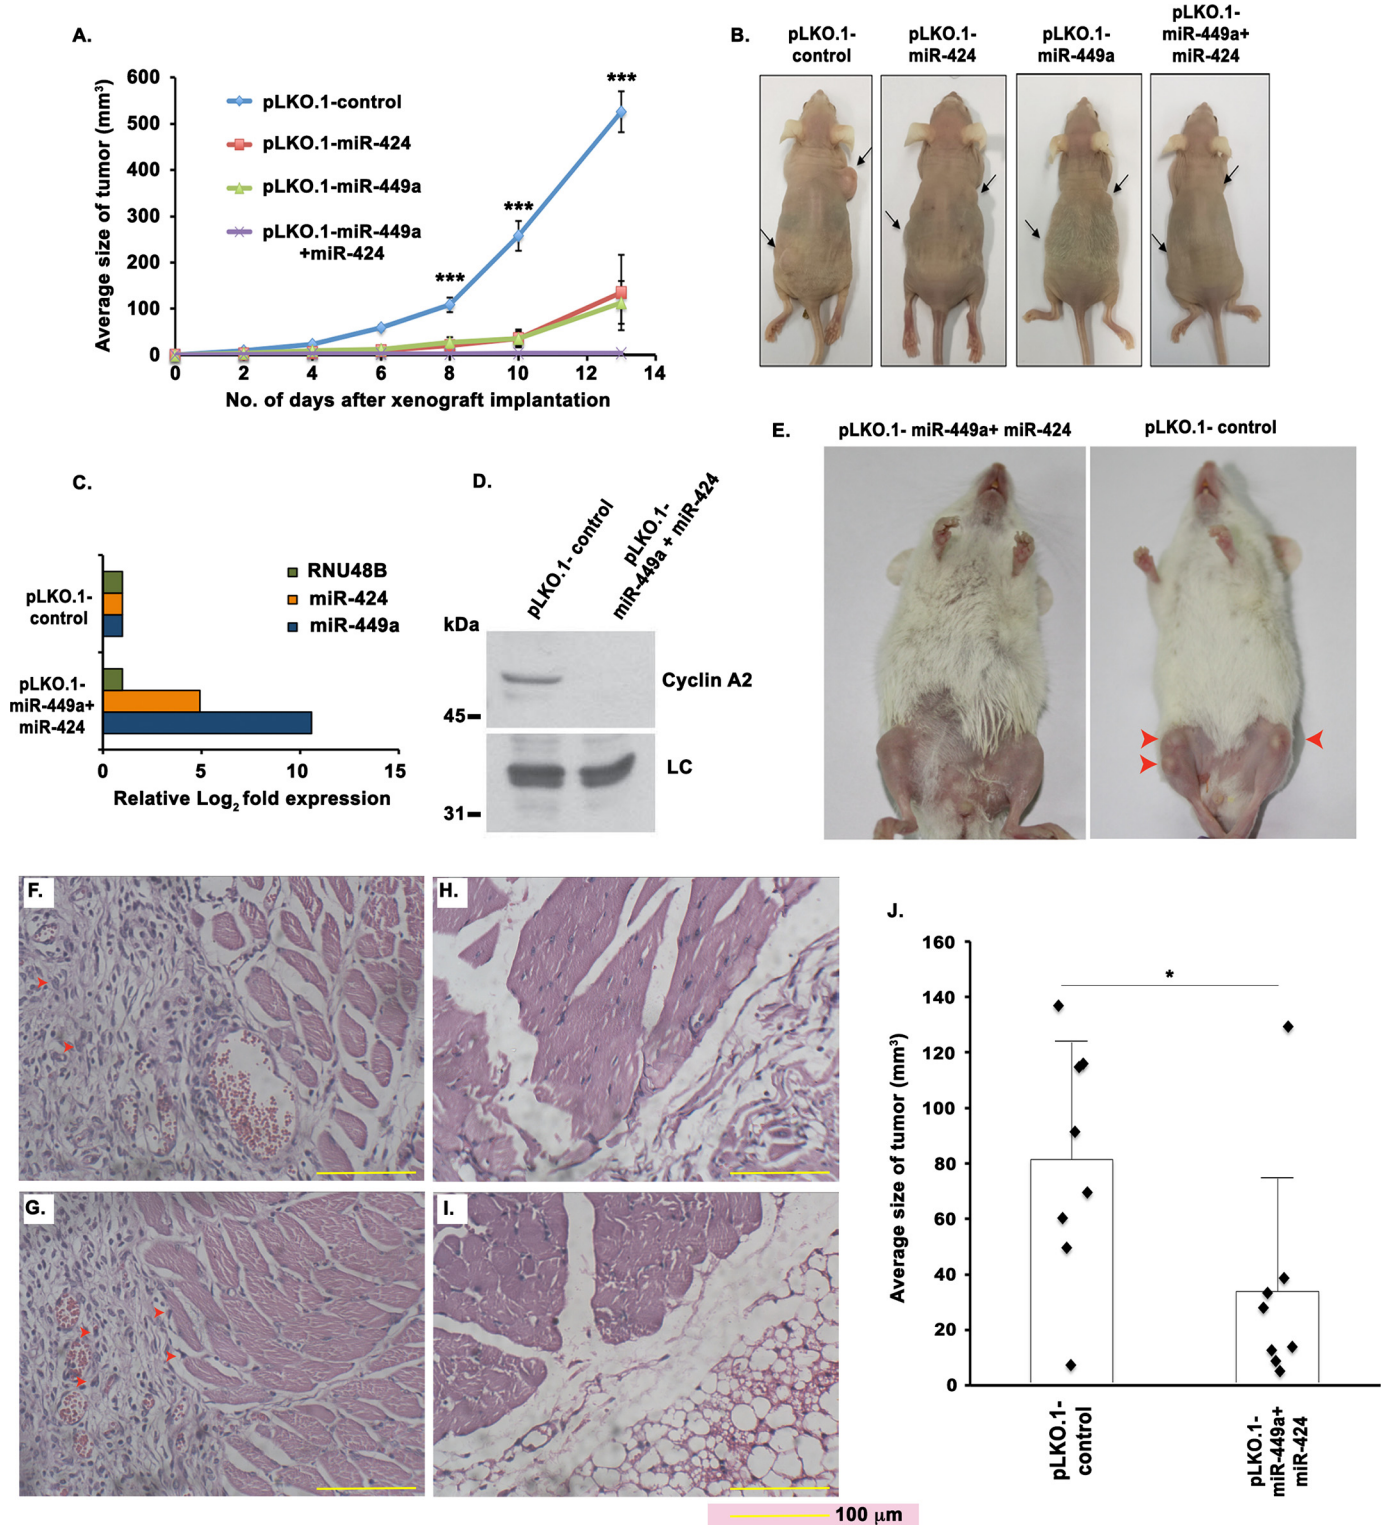 A.
600
500
400
300
200
100
0
Average size of tumor (mm³)
pLKO.1-control
pLKO.1-miR-424
pLKO.1-miR-449a
pLKO.1-miR-449a
+miR-424
***
***
***
0 2 4 6 8 10 12 14
No. of days after xenograft implantation
B.
pLKO.1-
control
pLKO.1-
miR-424
pLKO.1-
miR-449a
pLKO.1-
miR-449a+
miR-424
C.
RNU48B
miR-424
miR-449a
pLKO.1-
control
pLKO.1-
miR-449a+
miR-424
0 5 10 15
Relative Log₂ fold expression
D.
pLKO.1- control
pLKO.1-
miR-449a + miR-424
kDa
45
31
Cyclin A2
LC
E.
pLKO.1- miR-449a+ miR-424
pLKO.1- control
F.
H.
G.
I.
100 µm
J.
160
140
120
100
80
60
40
20
0
Average size of tumor (mm³)
*
pLKO.1-
control
pLKO.1-
miR-449a+
miR-424